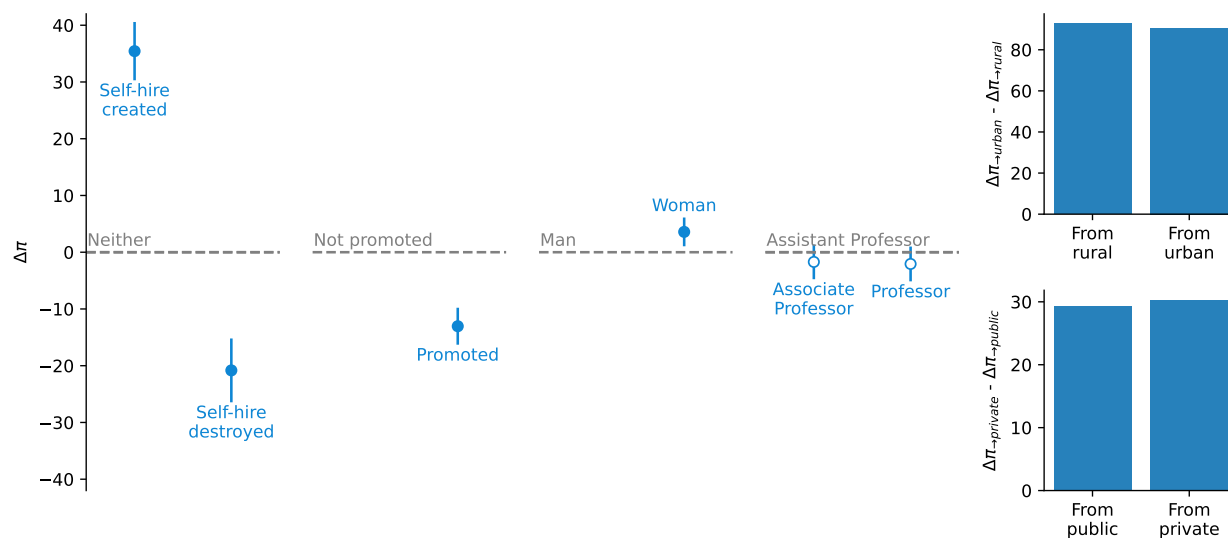 40
30
20
10
0
−10
−20
−30
−40
Δπ
Self-hire
created
Neither
Self-hire
destroyed
Not promoted
Promoted
Man
Woman
Assistant Professor
Associate
Professor
Professor
80
60
40
20
0
Δπ→urban - Δπ→rural
From
rural
From
urban
30
20
10
0
Δπ→private - Δπ→public
From
public
From
private